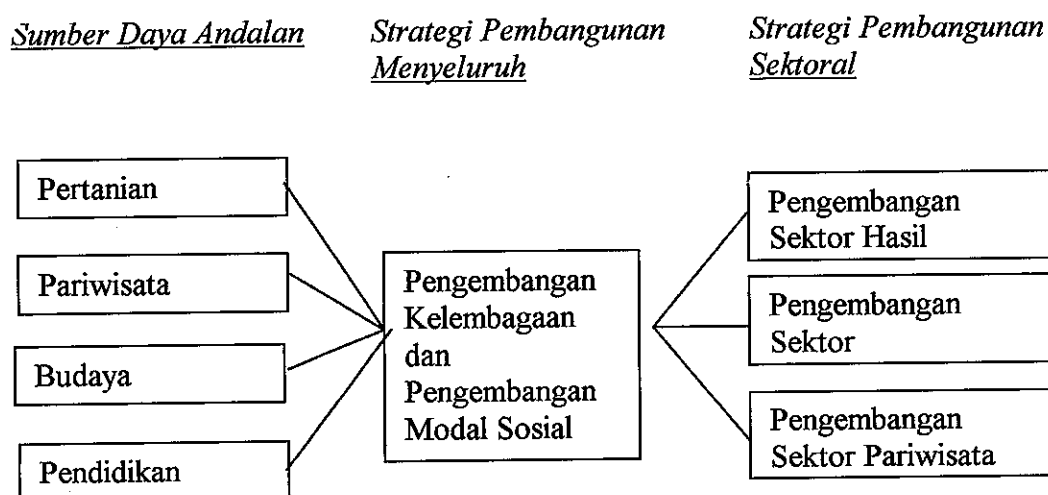 Sumber Daya Andalan
Strategi Pembangunan
Menyeluruh
Strategi Pembangunan
Sektoral
Pertanian
Pariwisata
Budaya
Pendidikan
Pengembangan
Kelembagaan
dan
Pengembangan
Modal Sosial
Pengembangan
Sektor Hasil
Pengembangan
Sektor
Pengembangan
Sektor Pariwisata